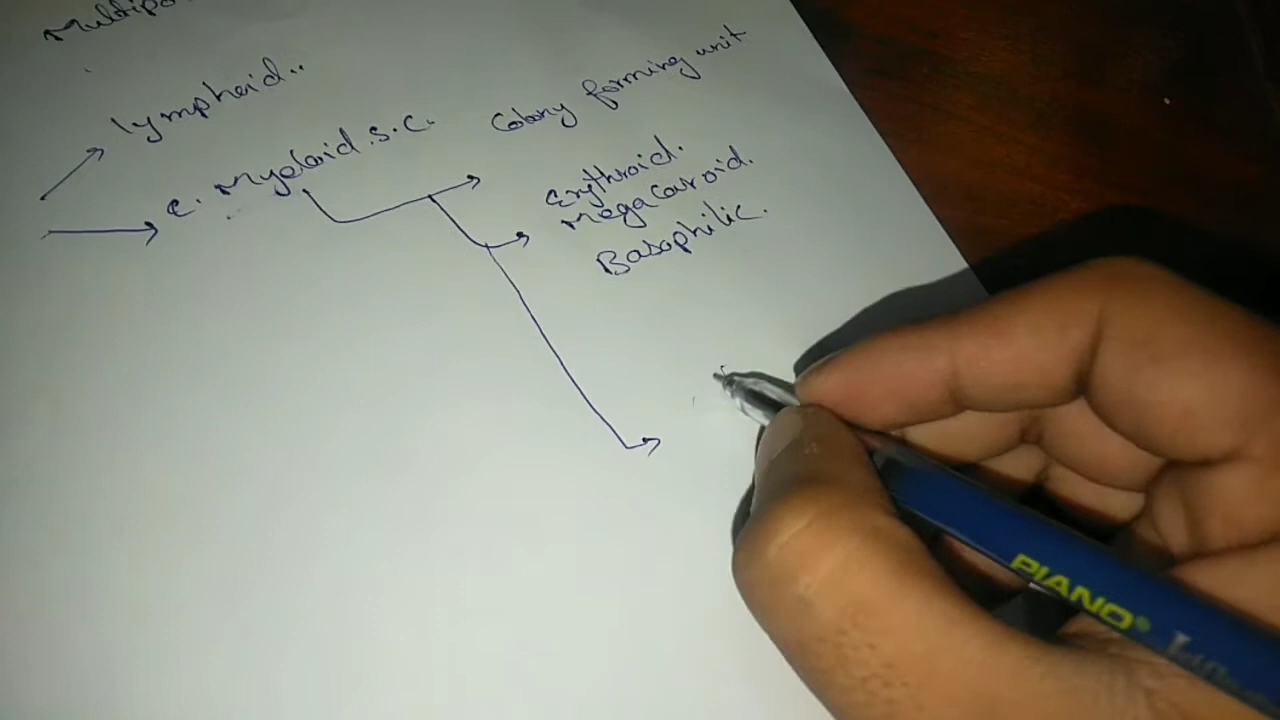 lymphoid..
c. Myeloid s.c.
Colony forming unit
Erythroid.
Megacaroid.
Basophilic.
PIANO